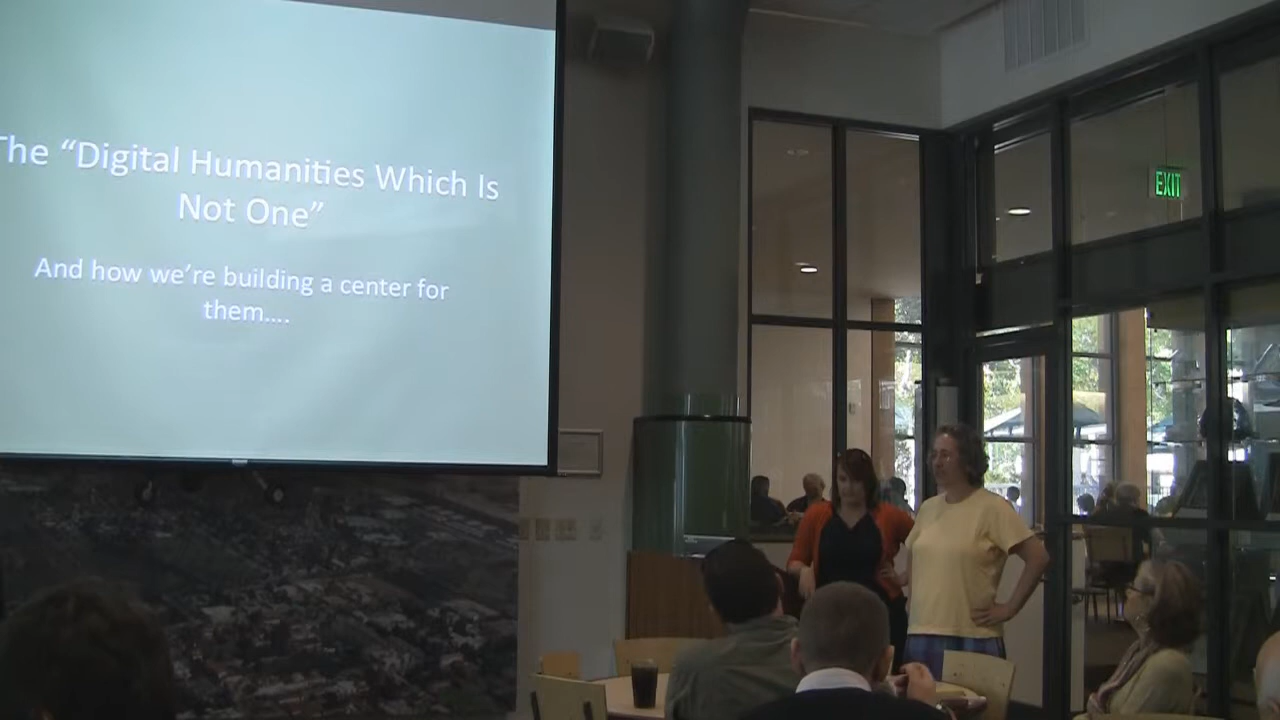 The “Digital Humanities Which Is
Not One”
And how we’re building a center for
them….
EXIT